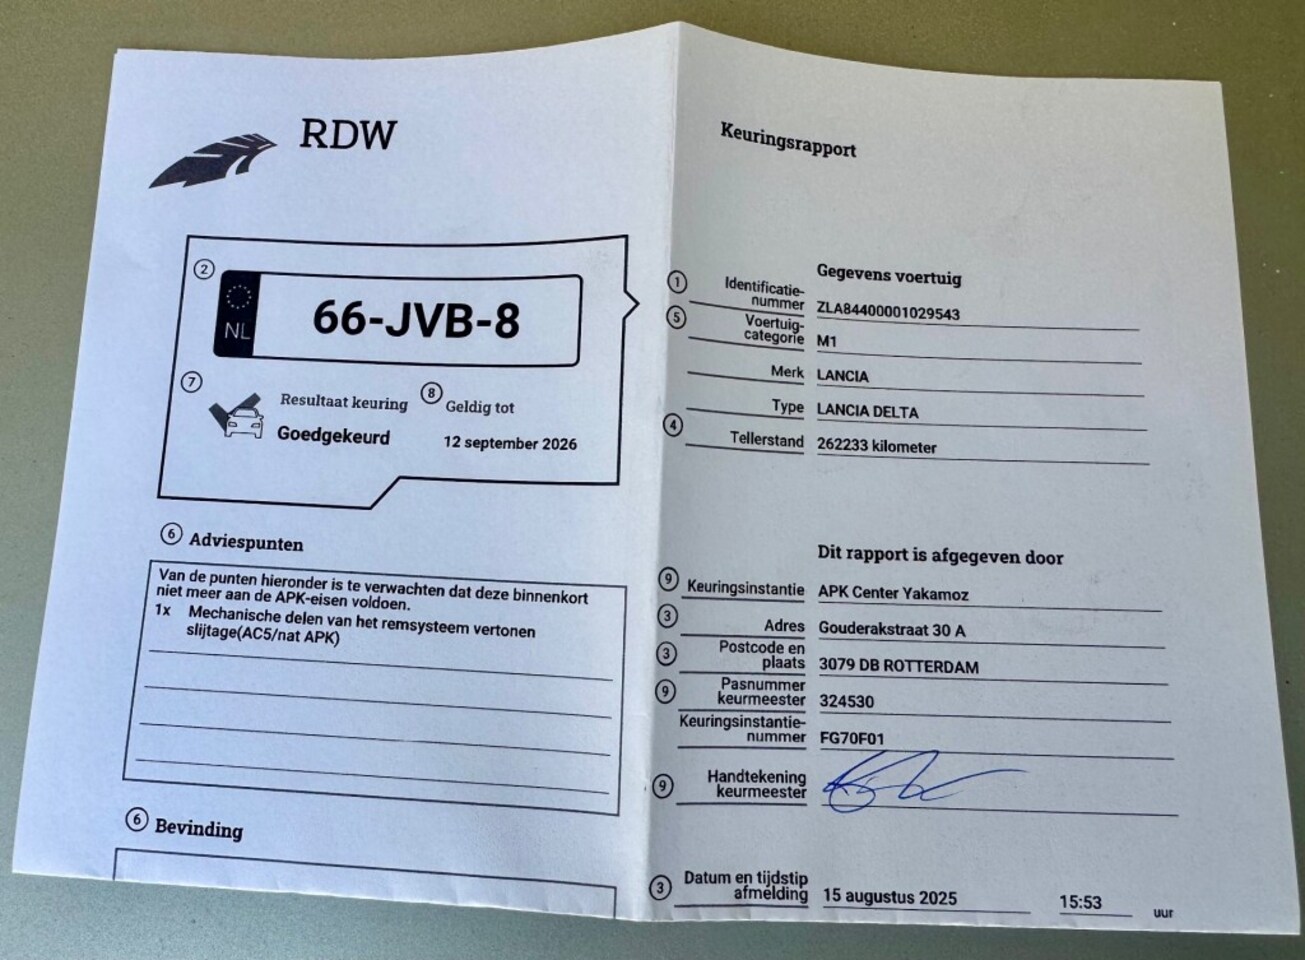 RDW
2
NL
66-JVB-8
7
Resultaat keuring
Goedgekeurd
8
Geldig tot
12 september 2026
6 Adviespunten
Van de punten hieronder is te verwachten dat deze binnenkort
niet meer aan de APK-eisen voldoen.
1x Mechanische delen van het remsysteem vertonen
slijtage(AC5/nat APK)
6 Bevinding
Keuringsrapport
Gegevens voertuig
1 Identificatie-
nummer ZLA84400001029543
5 Voertuig-
categorie M1
Merk LANCIA
Type LANCIA DELTA
4 Tellerstand 262233 kilometer
Dit rapport is afgegeven door
9 Keuringsinstantie APK Center Yakamoz
3 Adres Gouderakstraat 30 A
3 Postcode en
plaats 3079 DB ROTTERDAM
9 Pasnummer
keurmeester 324530
Keuringsinstantie-
nummer FG70F01
9 Handtekening
keurmeester
3 Datum en tijdstip
afmelding 15 augustus 2025 15:53 uur